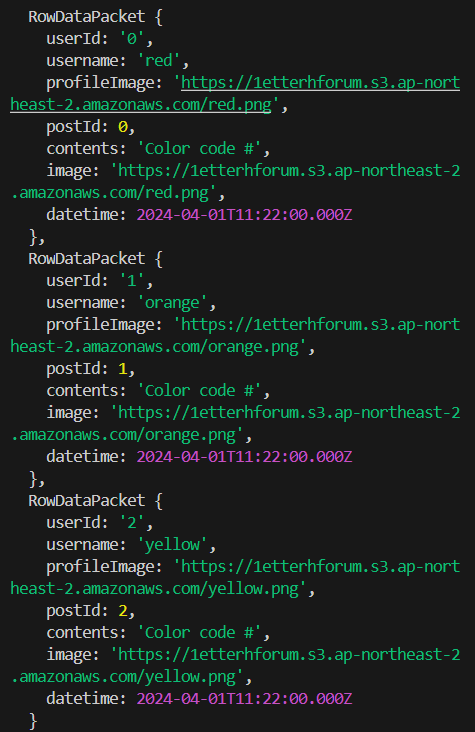 RowDataPacket {
userId: '0',
username: 'red',
profileImage: 'https://1etterhforum.s3.ap-nort
heast-2.amazonaws.com/red.png',
postId: 0,
contents: 'Color code #',
image: 'https://1etterhforum.s3.ap-northeast-2
.amazonaws.com/red.png',
datetime: 2024-04-01T11:22:00.000Z
},
RowDataPacket {
userId: '1',
username: 'orange',
profileImage: 'https://1etterhforum.s3.ap-nort
heast-2.amazonaws.com/orange.png',
postId: 1,
contents: 'Color code #',
image: 'https://1etterhforum.s3.ap-northeast-2
.amazonaws.com/orange.png',
datetime: 2024-04-01T11:22:00.000Z
},
RowDataPacket {
userId: '2',
username: 'yellow',
profileImage: 'https://1etterhforum.s3.ap-nort
heast-2.amazonaws.com/yellow.png',
postId: 2,
contents: 'Color code #',
image: 'https://1etterhforum.s3.ap-northeast-2
.amazonaws.com/yellow.png',
datetime: 2024-04-01T11:22:00.000Z
}